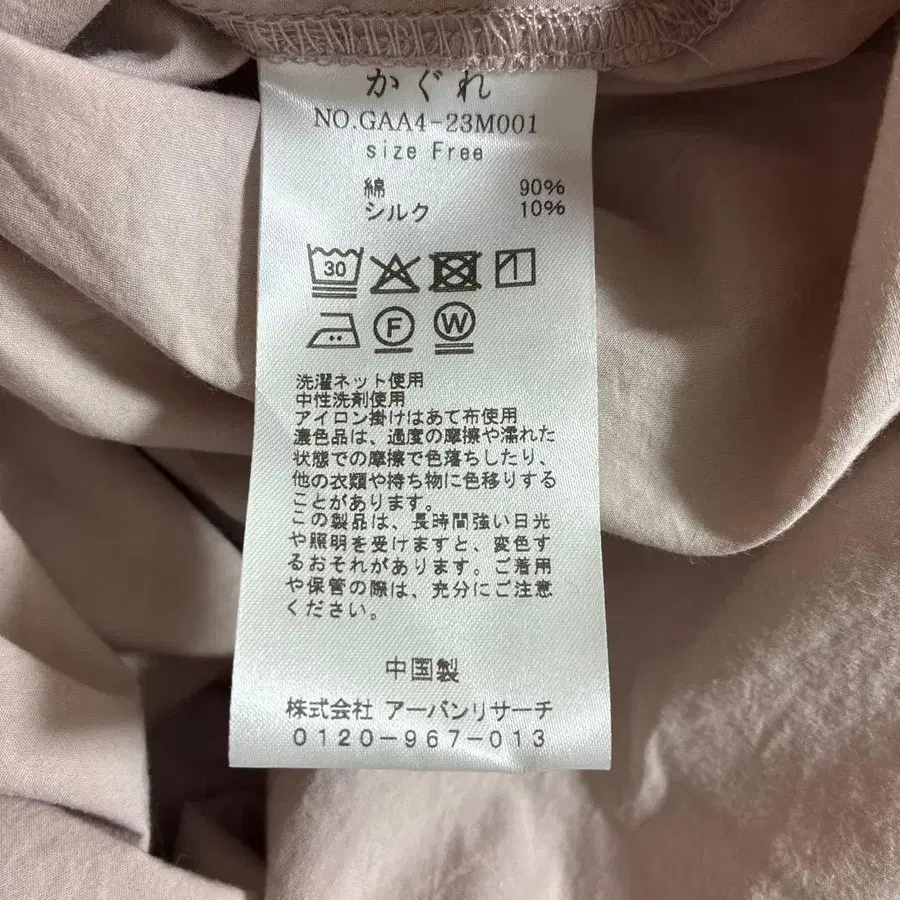 かぐれ
NO.GAA4-23M001
size Free
綿 90%
シルク 10%
30
F W
洗濯ネット使用
中性洗剤使用
アイロン掛けはあて布使用
濃色品は、過度の摩擦や濡れた
状態での摩擦で色落ちしたり、
他の衣類や持ち物に色移りする
ことがあります。
この製品は、長時間強い日光
や照明を受けますと、変色す
るおそれがあります。ご着用
や保管の際は、充分にご注意
ください。
中国製
株式会社 アーバンリサーチ
0120-967-013